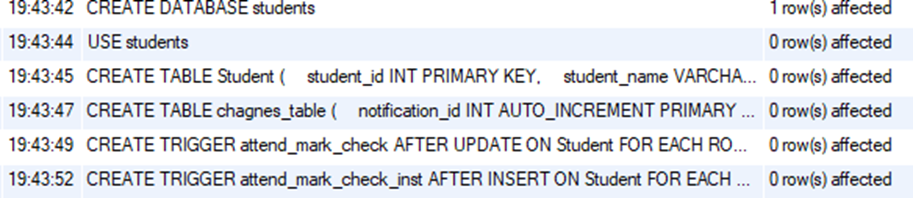 19:43:42 CREATE DATABASE students 1 row(s) affected
19:43:44 USE students 0 row(s) affected
19:43:45 CREATE TABLE Student ( student_id INT PRIMARY KEY, student_name VARCHA... 0 row(s) affected
19:43:47 CREATE TABLE chagnes_table ( notification_id INT AUTO_INCREMENT PRIMARY ... 0 row(s) affected
19:43:49 CREATE TRIGGER attend_mark_check AFTER UPDATE ON Student FOR EACH RO... 0 row(s) affected
19:43:52 CREATE TRIGGER attend_mark_check_inst AFTER INSERT ON Student FOR EACH ... 0 row(s) affected